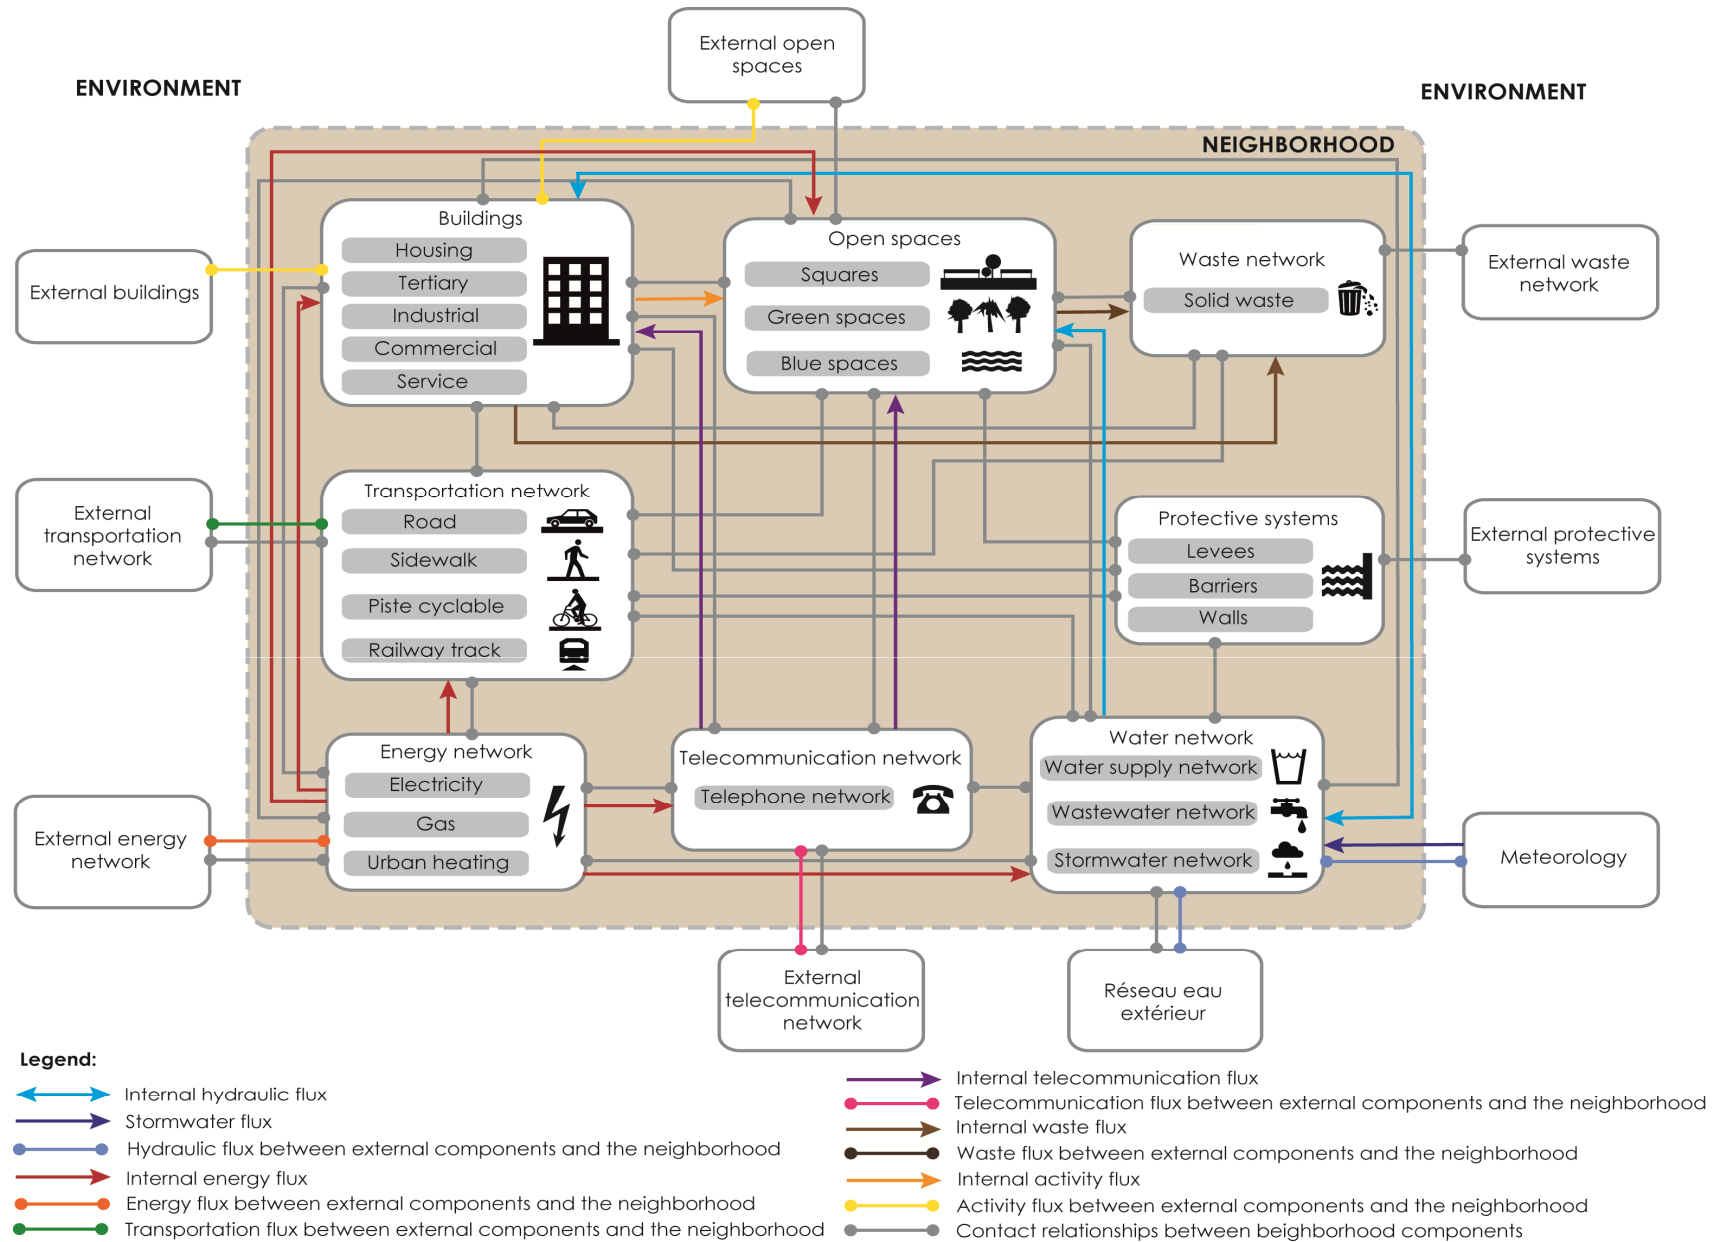 External open
spaces
ENVIRONMENT
ENVIRONMENT
NEIGHBORHOOD
Buildings
Housing
Tertiary
Industrial
Commercial
Service
Open spaces
Squares
Green spaces
Blue spaces
Waste network
Solid waste
External buildings
External waste
network
Transportation network
Road
Sidewalk
Piste cyclable
Railway track
External
transportation
network
Protective systems
Levees
Barriers
Walls
External protective
systems
Energy network
Electricity
Gas
Urban heating
Telecommunication network
Telephone network
Water network
Water supply network
Wastewater network
Stormwater network
External energy
network
Meteorology
External
telecommunication
network
Réseau eau
extérieur
Legend:
Internal hydraulic flux
Stormwater flux
Hydraulic flux between external components and the neighborhood
Internal energy flux
Energy flux between external components and the neighborhood
Transportation flux between external components and the neighborhood
Internal telecommunication flux
Telecommunication flux between external components and the neighborhood
Internal waste flux
Waste flux between external components and the neighborhood
Internal activity flux
Activity flux between external components and the neighborhood
Contact relationships between beighborhood components